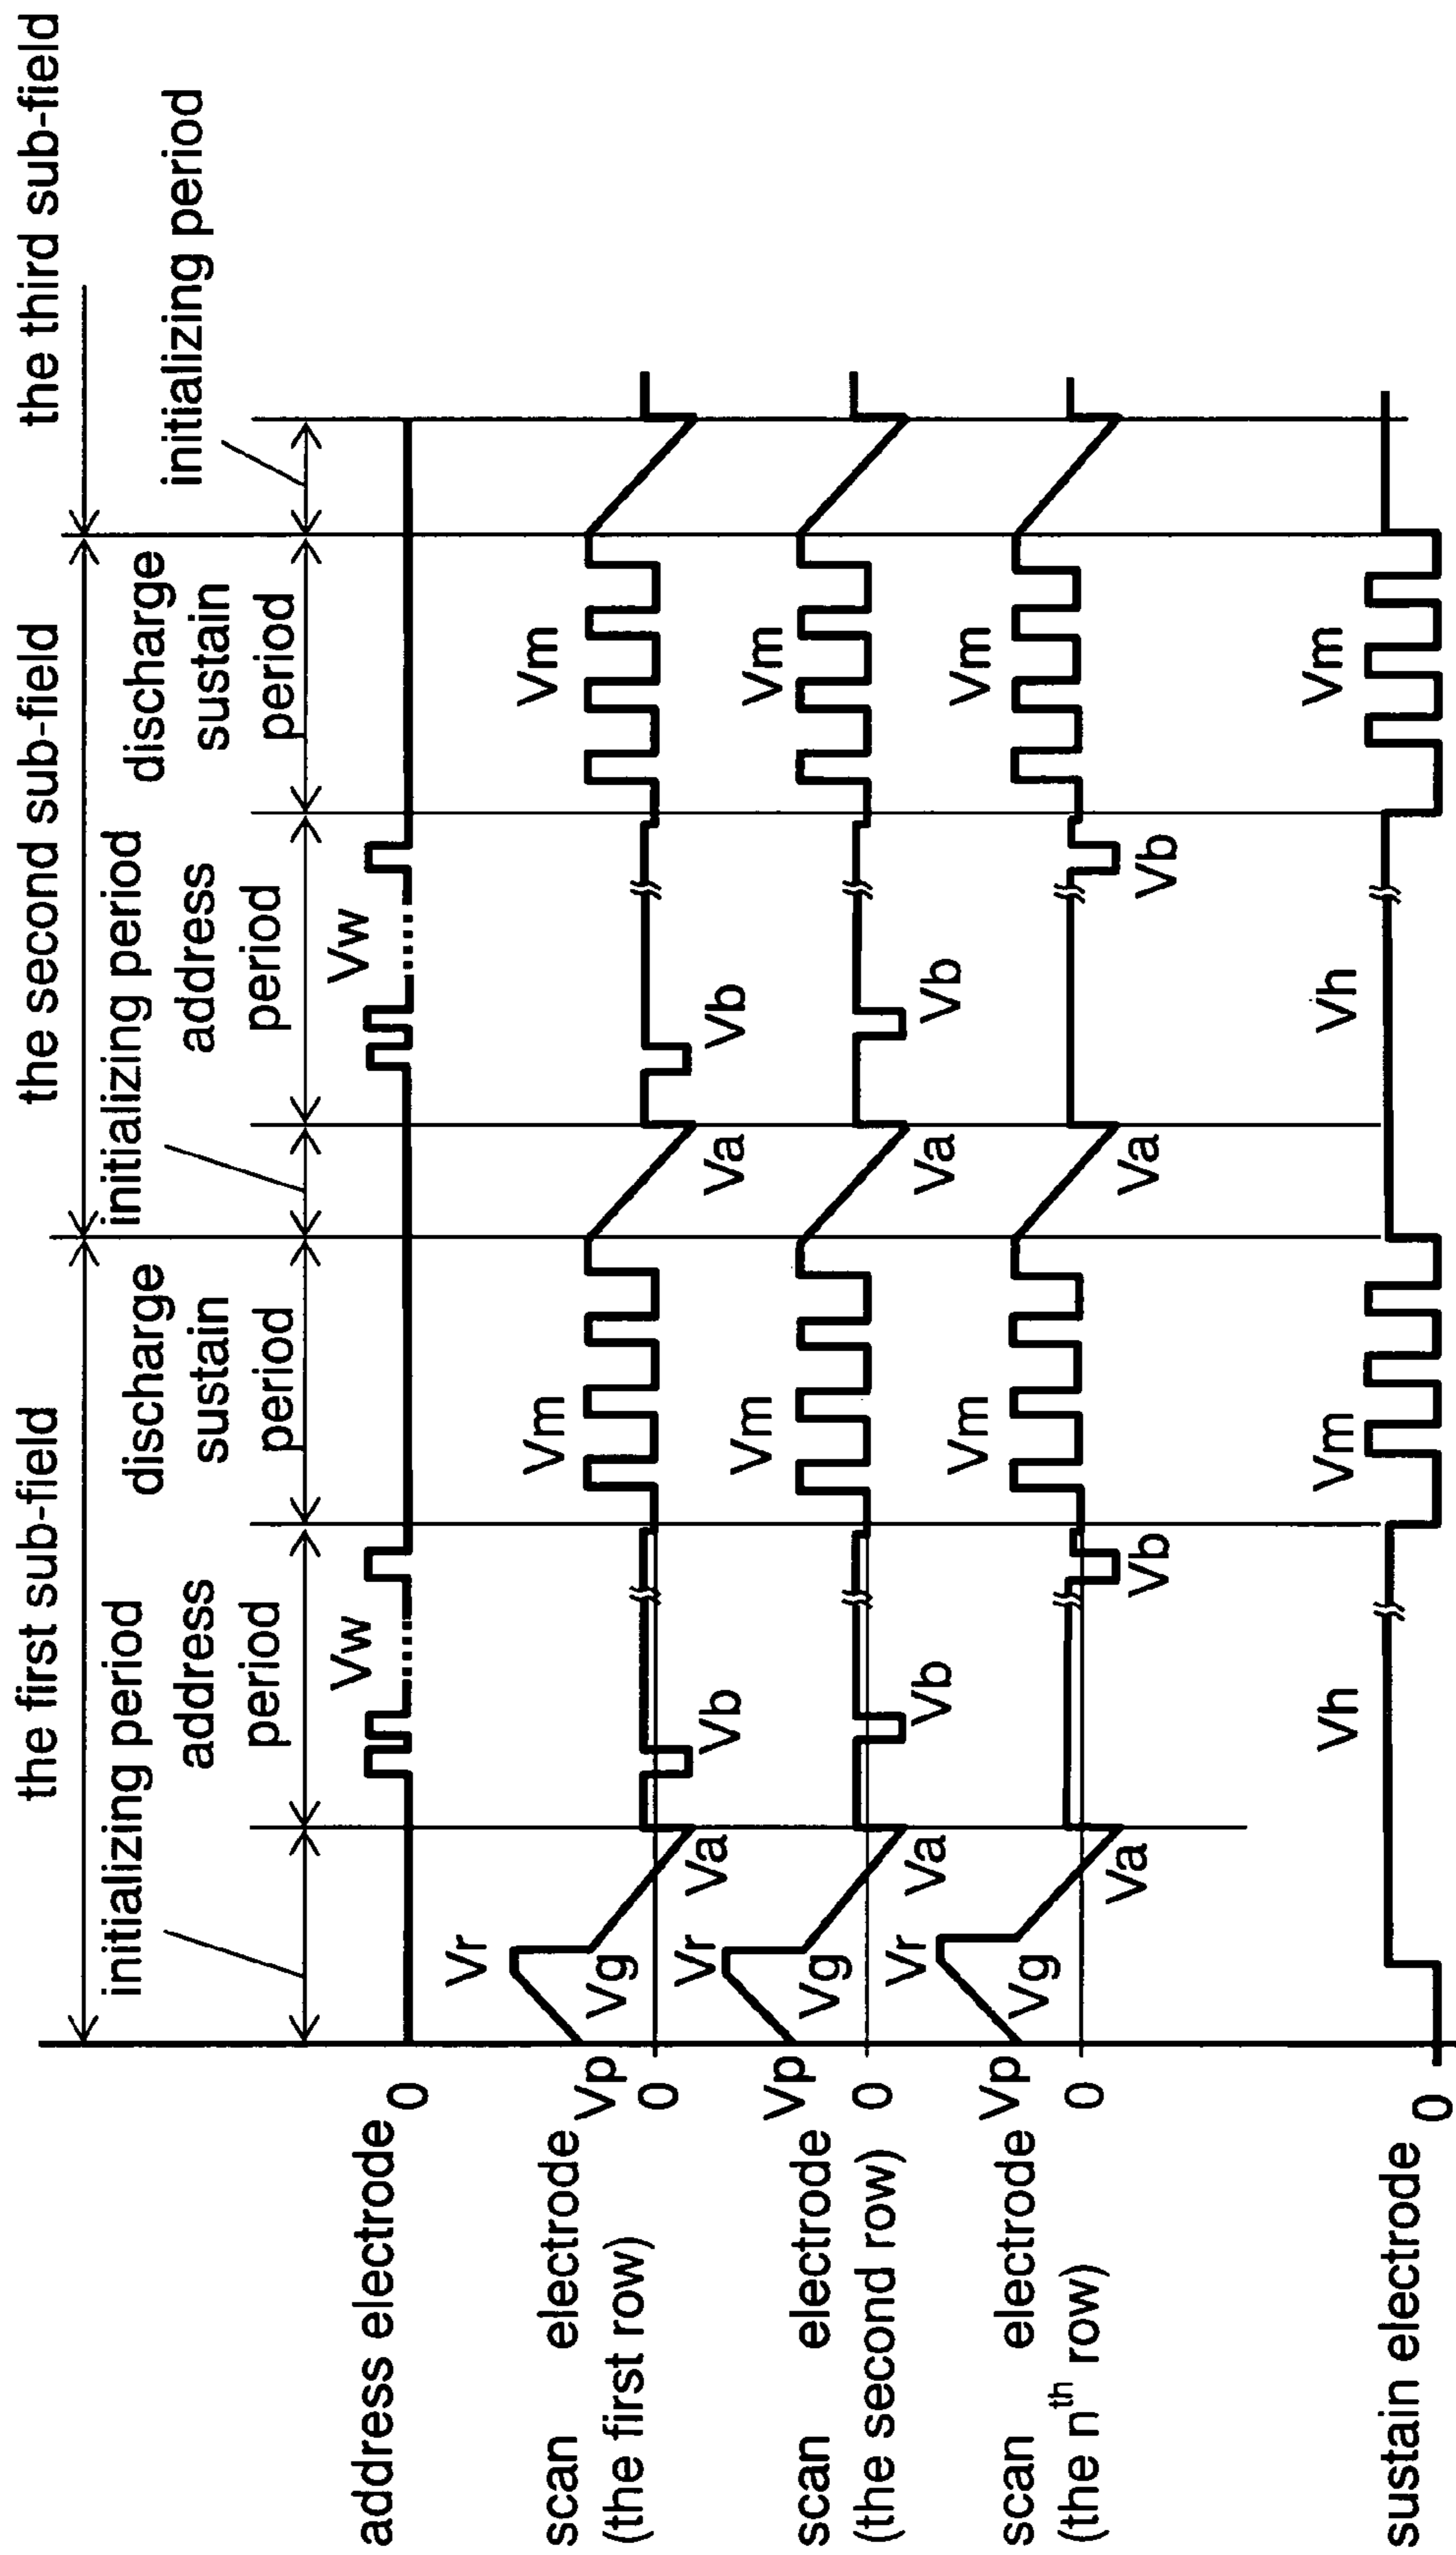 the first sub-field
the second sub-field
the third sub-field
initializing period
address
period
discharge
sustain
period
initializing period
address
period
discharge
sustain
period
initializing period
address electrode
0
Vw
Vw
scan electrode
(the first row)
Vp
0
Vr
Vg
Va
Vb
Vm
Va
Vb
Vm
scan electrode
(the second row)
Vp
0
Vr
Vg
Va
Vb
Vm
Va
Vb
Vm
scan electrode
(the nth row)
Vp
0
Vr
Vg
Va
Vb
Vm
Va
Vb
Vm
sustain electrode
0
Vh
Vm
Vh
Vm